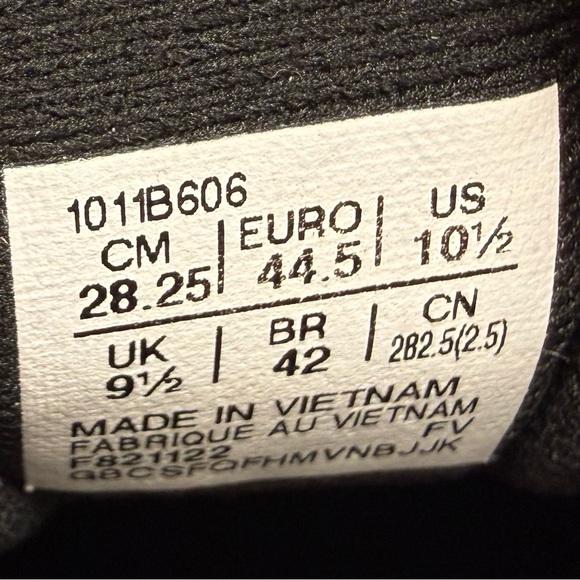 1011B606
CM | EURO | US
28.25 | 44.5 | 10½
UK | BR | CN
9½ | 42 | 282.5(2.5)
MADE IN VIETNAM
FABRIQUE AU VIETNAM
F821122 FV
GBCSFQFHMVNBJJK